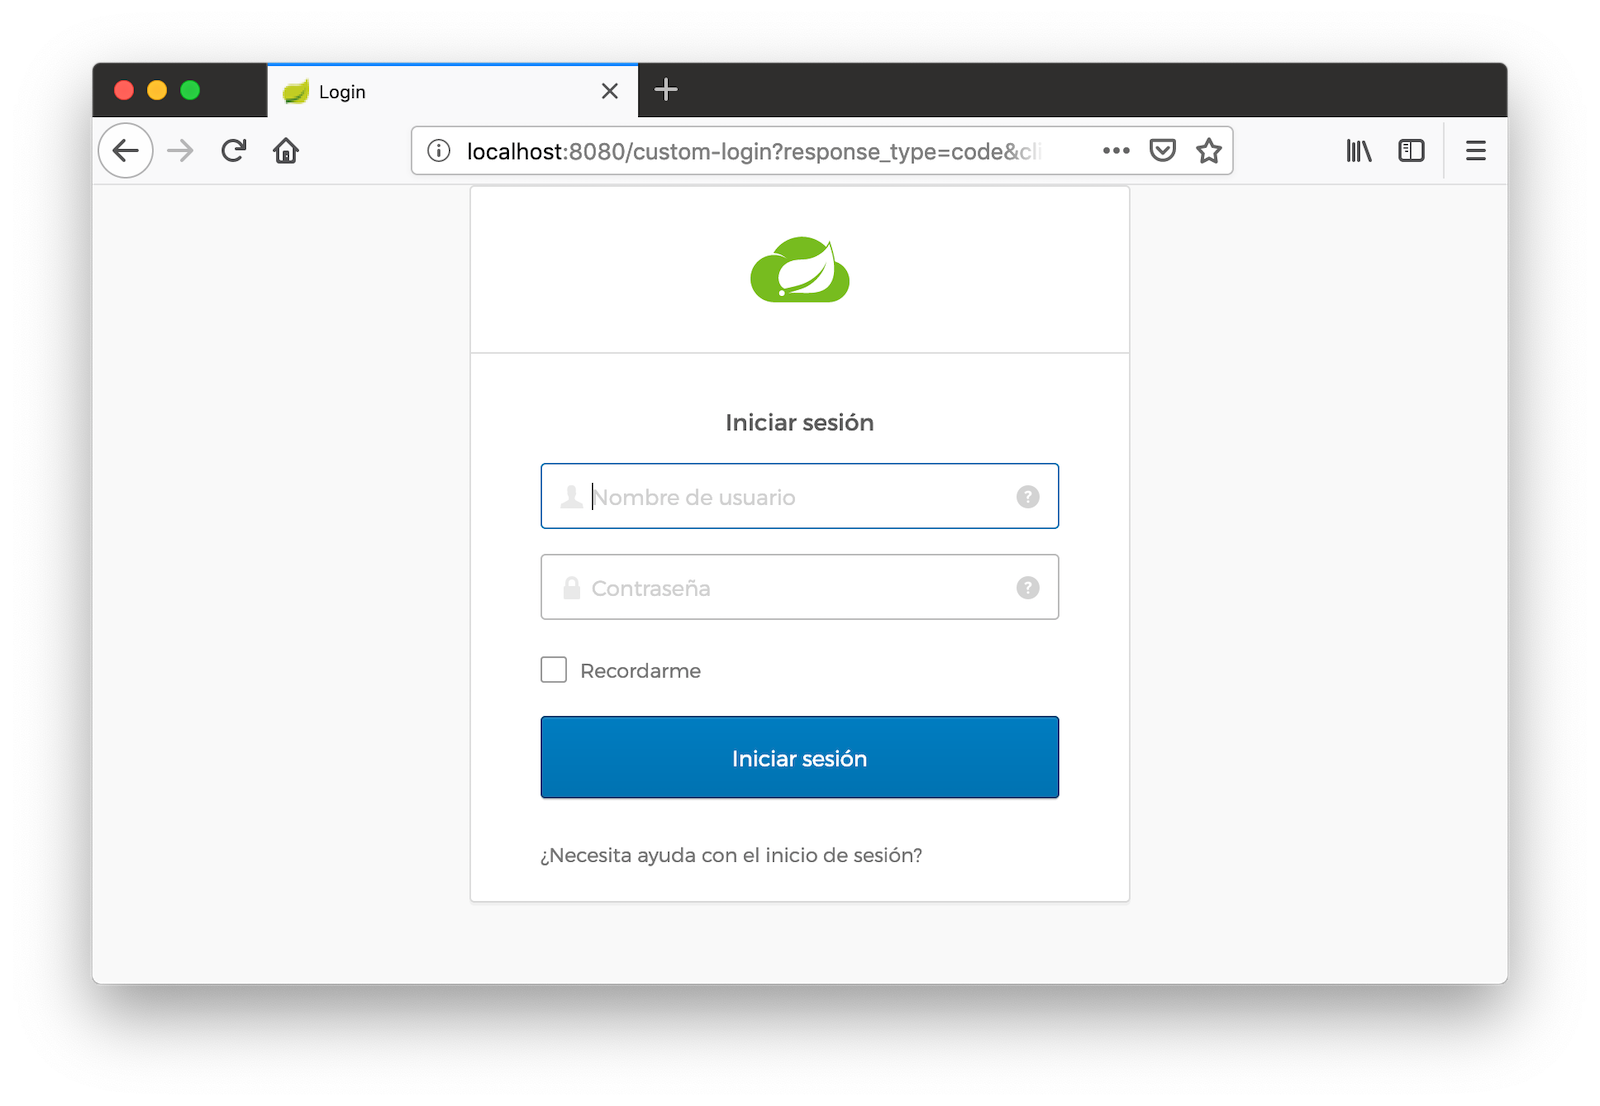 Login
localhost:8080/custom-login?response_type=code&cli
Iniciar sesión
Nombre de usuario
?
Contraseña
?
Recordarme
Iniciar sesión
¿Necesita ayuda con el inicio de sesión?